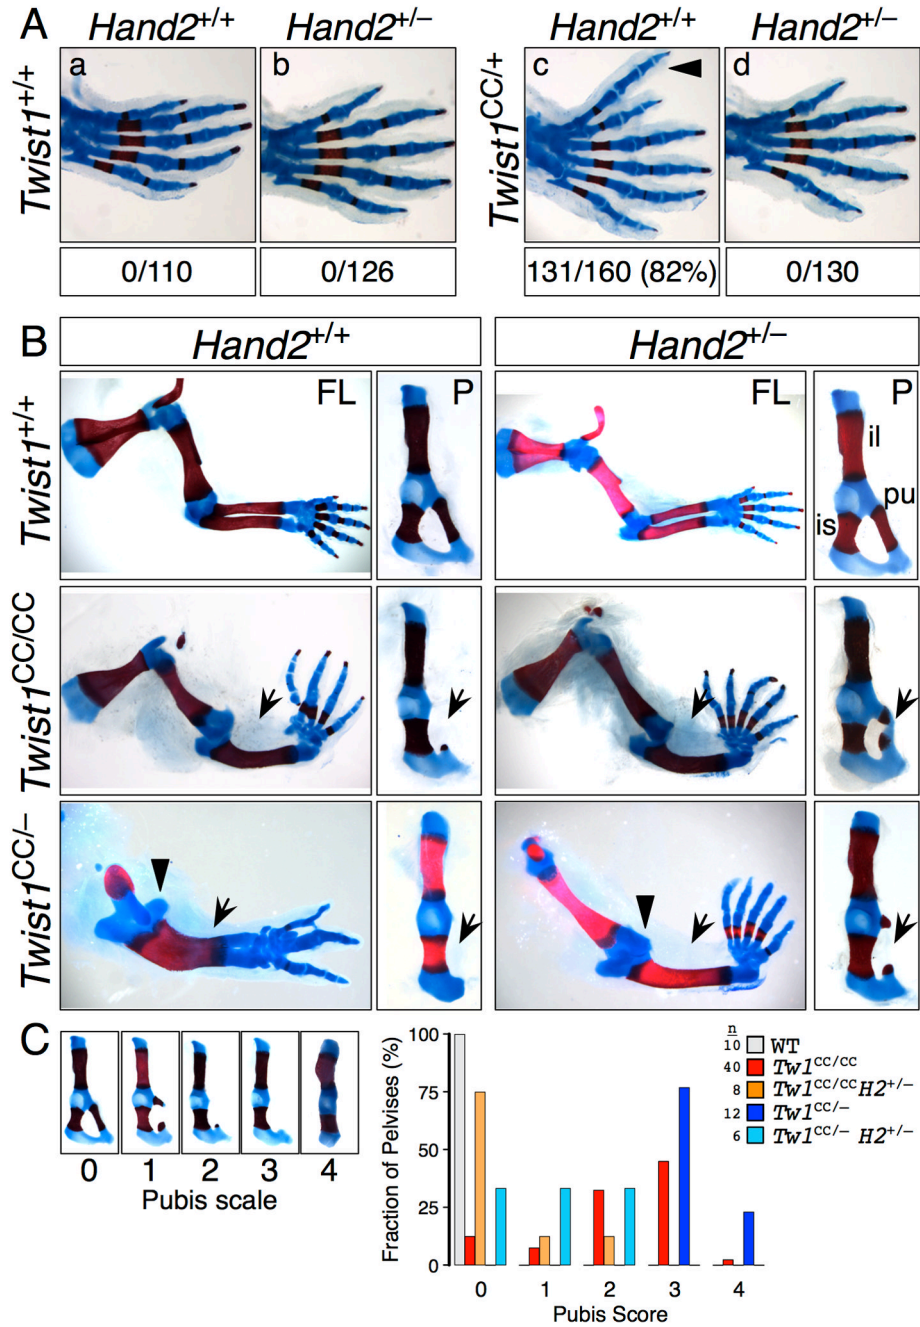 A
Hand2+/+
Hand2+/–
Hand2+/+
Hand2+/–
Twist1+/+
a
b
Twist1CC/+
c
d
0/110
0/126
131/160 (82%)
0/130
B
Hand2+/+
Hand2+/–
Twist1+/+
FL
P
FL
P
il
pu
is
Twist1CC/CC
Twist1CC/–
C
0
1
2
3
4
Pubis scale
Fraction of Pelvises (%)
100
75
50
25
0
0
1
2
3
4
Pubis Score
n
10 WT
40 Tw1CC/CC
8 Tw1CC/CC H2+/–
12 Tw1CC/–
6 Tw1CC/– H2+/–